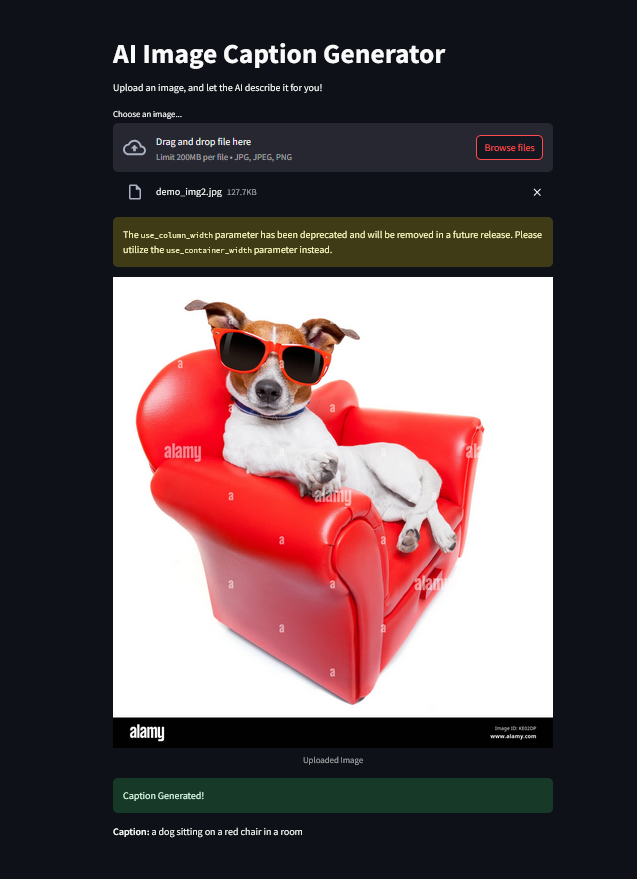 AI Image Caption Generator
Upload an image, and let the AI describe it for you!
Choose an image...
Drag and drop file here
Limit 200MB per file • JPG, JPEG, PNG
Browse files
demo_img2.jpg 127.7KB
The use_column_width parameter has been deprecated and will be removed in a future release. Please
utilize the use_container_width parameter instead.
a
a
a
a
alamy
al
a
alamy
a
a
a
alamy
a
a
a
a
alamy
Image ID: KE02DP
www.alamy.com
Uploaded Image
Caption Generated!
Caption: a dog sitting on a red chair in a room